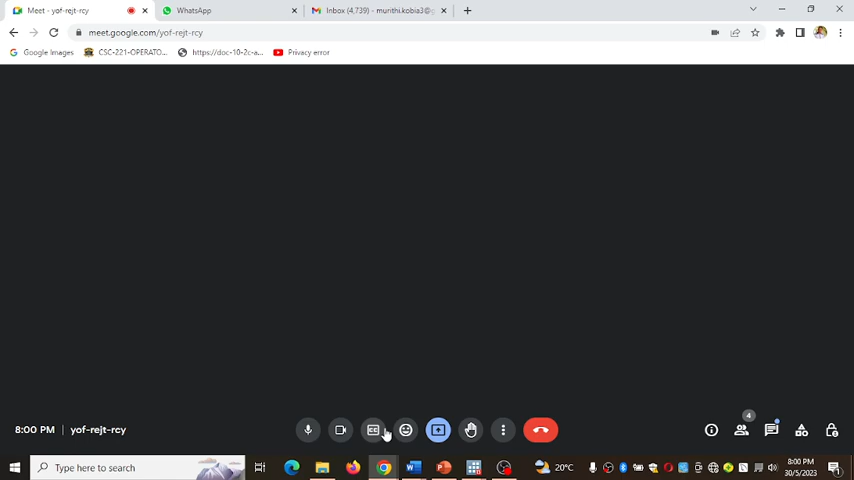 Meet - yof-rejt-rcy
WhatsApp
Inbox (4,739) - murithi.kobia3@g
meet.google.com/yof-rejt-rcy
Google Images
CSC-221-OPERATO...
https://doc-10-2c-a...
Privacy error
4
8:00 PM | yof-rejt-rcy
CC
Type here to search
20°C
8:00 PM
30/5/2023
1